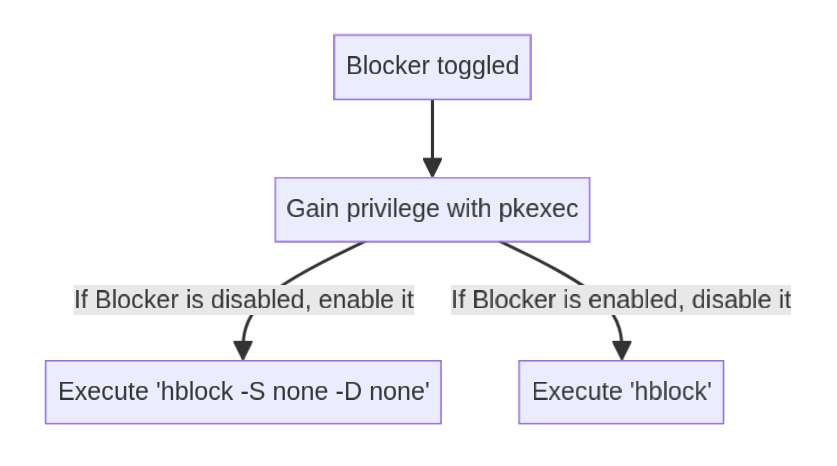 Blocker toggled
Gain privilege with pkexec
If Blocker is disabled, enable it
If Blocker is enabled, disable it
Execute 'hblock -S none -D none'
Execute 'hblock'